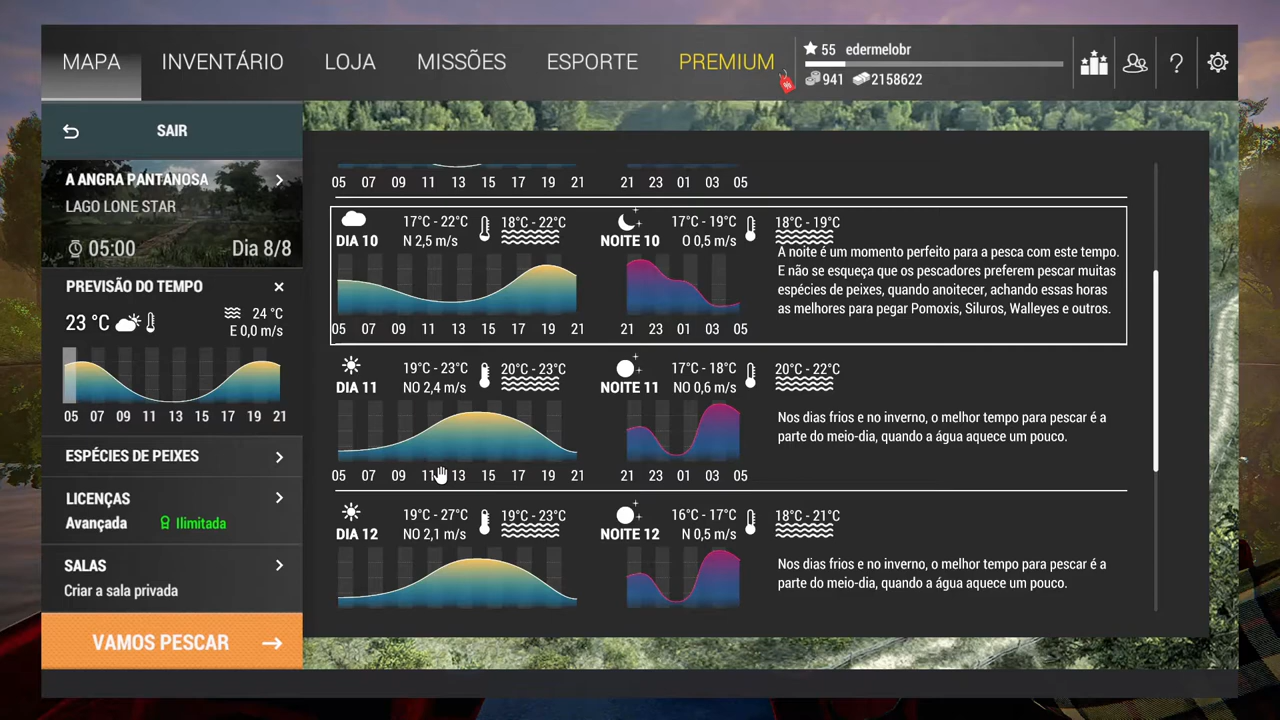 MAPA INVENTÁRIO LOJA MISSÕES ESPORTE PREMIUM
55 edermelobr
941 2158622
SAIR
A ANGRA PANTANOSA
LAGO LONE STAR
05:00 Dia 8/8
PREVISÃO DO TEMPO
23 °C
24 °C
E 0,0 m/s
05 07 09 11 13 15 17 19 21
ESPÉCIES DE PEIXES
LICENÇAS
Avançada Ilimitada
SALAS
Criar a sala privada
VAMOS PESCAR
05 07 09 11 13 15 17 19 21 21 23 01 03 05
17°C - 22°C 18°C - 22°C 17°C - 19°C 18°C - 19°C
DIA 10 N 2,5 m/s NOITE 10 O 0,5 m/s
A noite é um momento perfeito para a pesca com este tempo.
E não se esqueça que os pescadores preferem pescar muitas
espécies de peixes, quando anoitecer, achando essas horas
as melhores para pegar Pomoxis, Siluros, Walleyes e outros.
05 07 09 11 13 15 17 19 21 21 23 01 03 05
19°C - 23°C 20°C - 23°C 17°C - 18°C 20°C - 22°C
DIA 11 NO 2,4 m/s NOITE 11 NO 0,6 m/s
Nos dias frios e no inverno, o melhor tempo para pescar é a
parte do meio-dia, quando a água aquece um pouco.
05 07 09 11 13 15 17 19 21 21 23 01 03 05
19°C - 27°C 19°C - 23°C 16°C - 17°C 18°C - 21°C
DIA 12 NO 2,1 m/s NOITE 12 N 0,5 m/s
Nos dias frios e no inverno, o melhor tempo para pescar é a
parte do meio-dia, quando a água aquece um pouco.